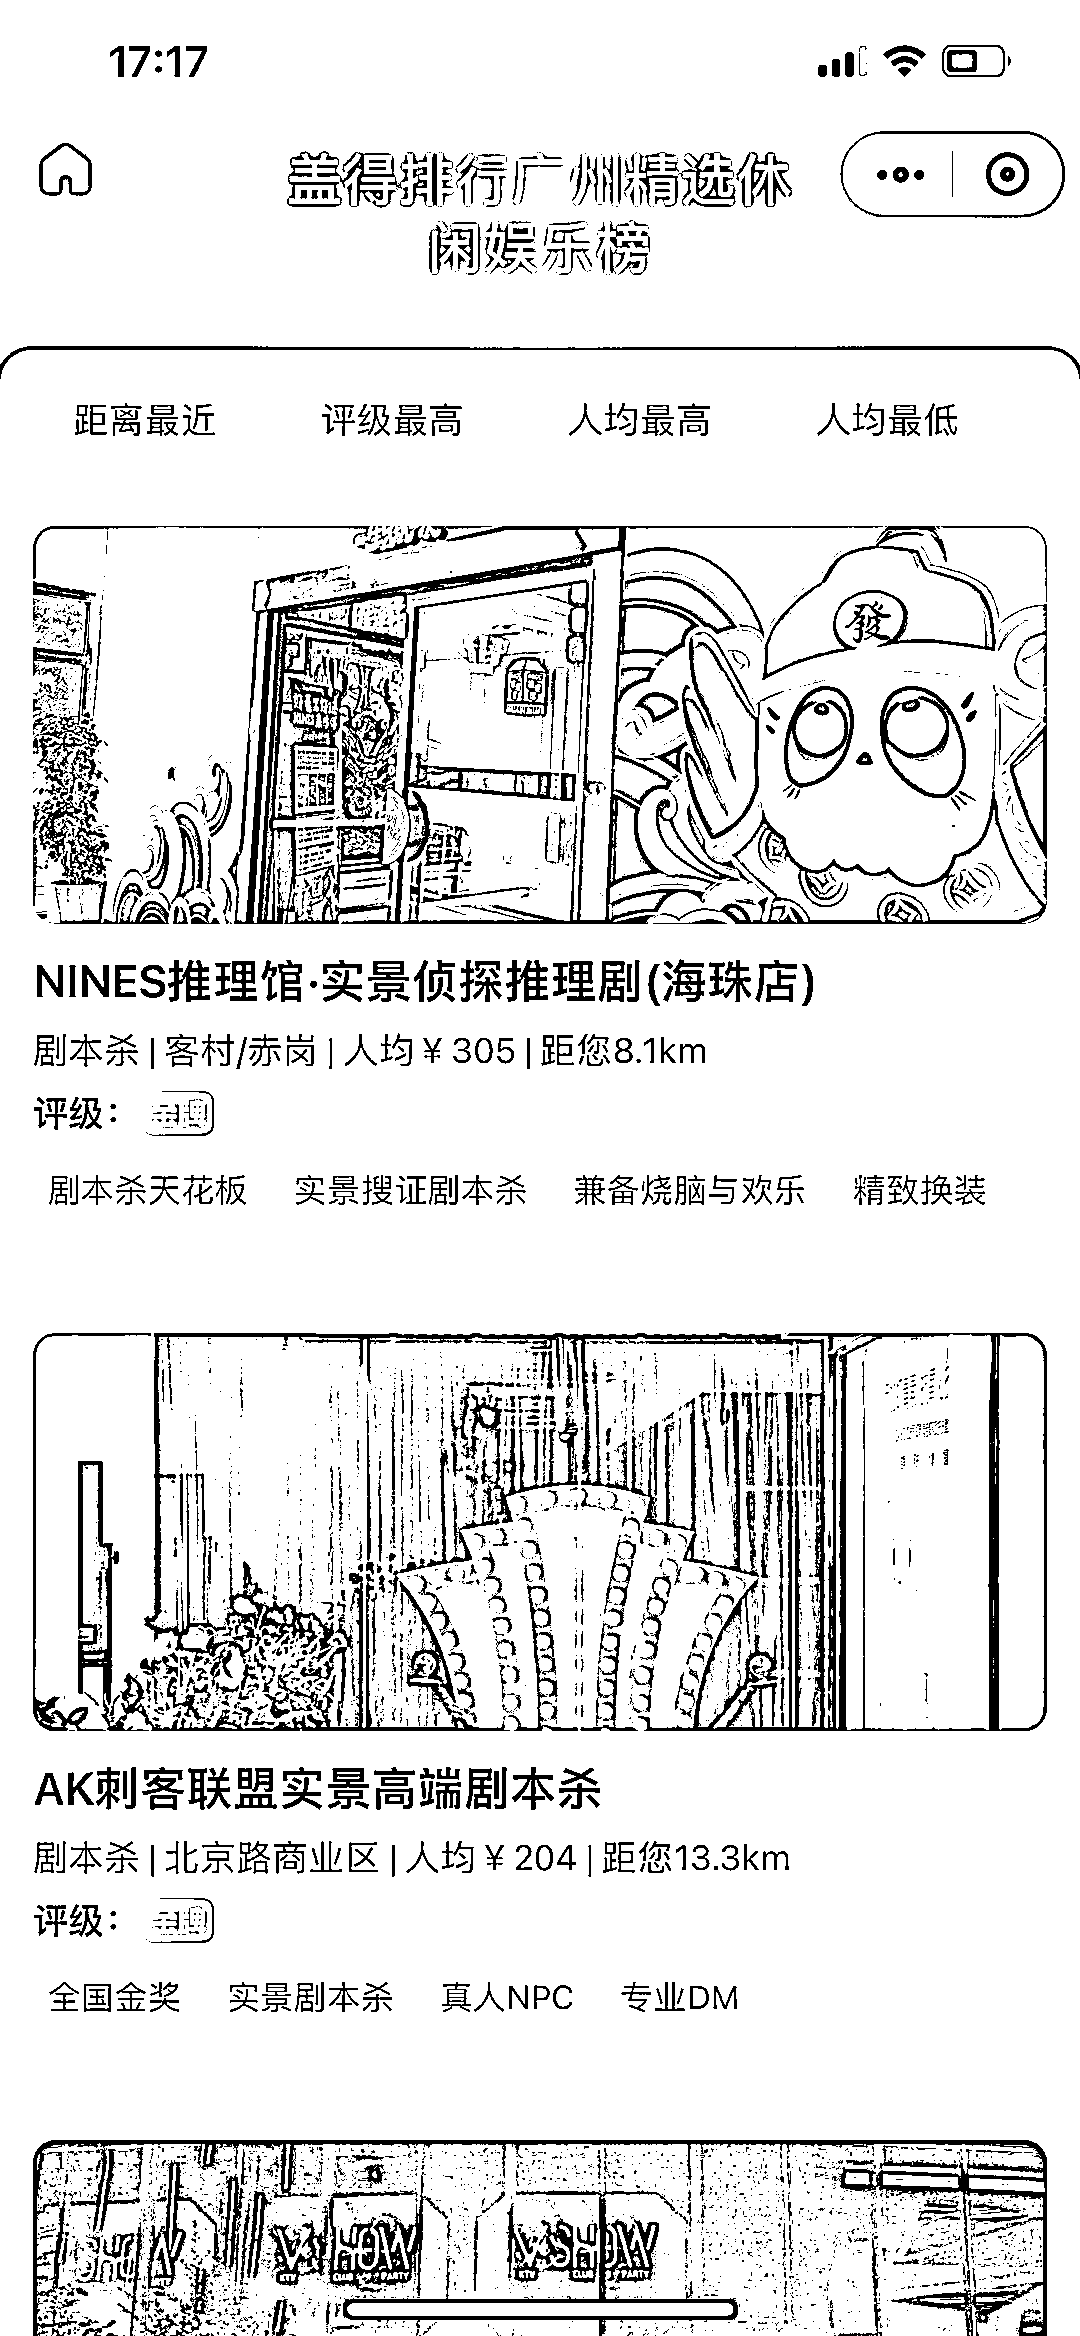 17:17
盖得排行广州精选休
闲娱乐榜
距离最近 评级最高 人均最高 人均最低
發
NINES推理馆·实景侦探推理剧(海珠店)
剧本杀 | 客村/赤岗 | 人均 ¥ 305 | 距您8.1km
评级：
剧本杀天花板 实景搜证剧本杀 兼备烧脑与欢乐 精致换装
AK刺客联盟实景高端剧本杀
剧本杀 | 北京路商业区 | 人均 ¥ 204 | 距您13.3km
评级：
全国金奖 实景剧本杀 真人NPC 专业DM